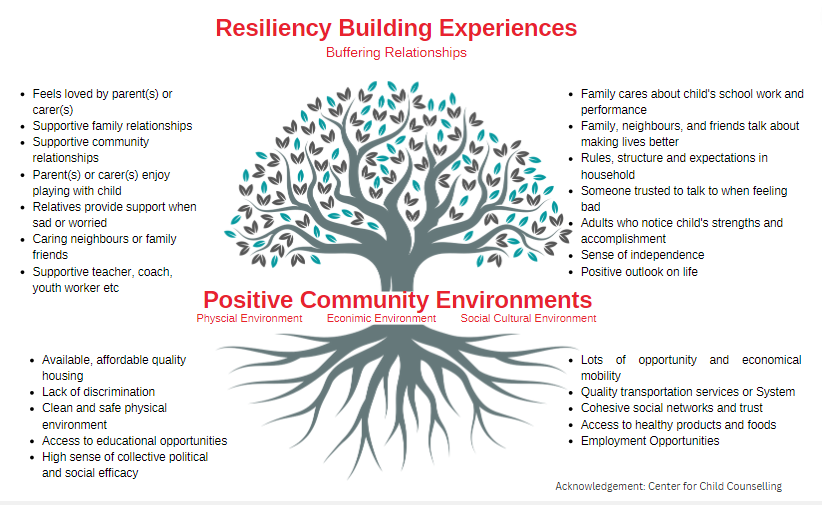 Resiliency Building Experiences
Buffering Relationships
• Feels loved by parent(s) or
carer(s)
• Supportive family relationships
• Supportive community
relationships
• Parent(s) or carer(s) enjoy
playing with child
• Relatives provide support when
sad or worried
• Caring neighbours or family
friends
• Supportive teacher, coach,
youth worker etc
• Family cares about child's school work and
performance
• Family, neighbours, and friends talk about
making lives better
• Rules, structure and expectations in
household
• Someone trusted to talk to when feeling
bad
• Adults who notice child's strengths and
accomplishment
• Sense of independence
• Positive outlook on life
Positive Community Environments
Physcial Environment Econimic Environment Social Cultural Environment
• Available, affordable quality
housing
• Lack of discrimination
• Clean and safe physical
environment
• Access to educational opportunities
• High sense of collective political
and social efficacy
• Lots of opportunity and economical
mobility
• Quality transportation services or System
• Cohesive social networks and trust
• Access to healthy products and foods
• Employment Opportunities
Acknowledgement: Center for Child Counselling